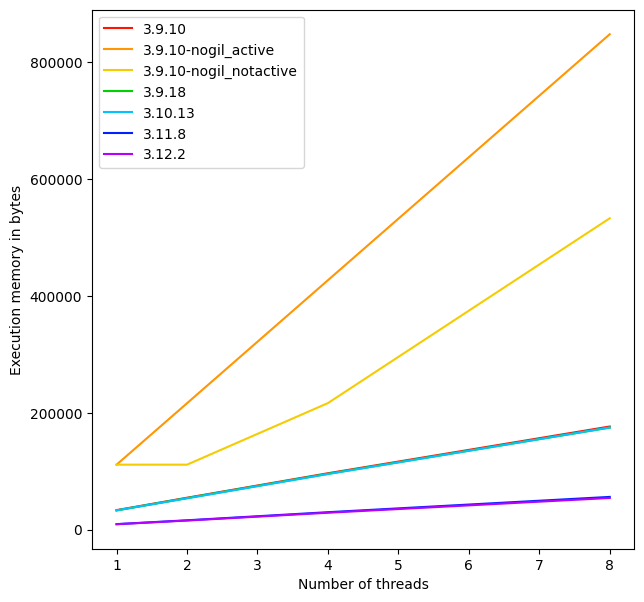 3.9.10
3.9.10-nogil_active
3.9.10-nogil_notactive
3.9.18
3.10.13
3.11.8
3.12.2
800000
600000
400000
200000
0
Execution memory in bytes
1 2 3 4 5 6 7 8
Number of threads